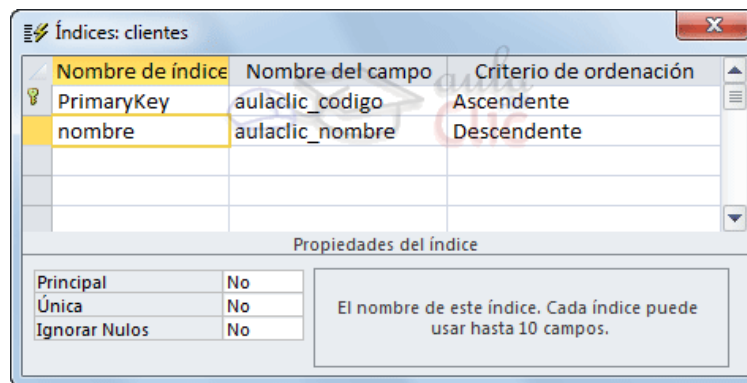 Índices: clientes
Nombre de índice Nombre del campo Criterio de ordenación
PrimaryKey aulaclic_codigo Ascendente
nombre aulaclic_nombre Descendente
aula
Clic
Propiedades del índice
Principal No
Única No
Ignorar Nulos No
El nombre de este índice. Cada índice puede
usar hasta 10 campos.